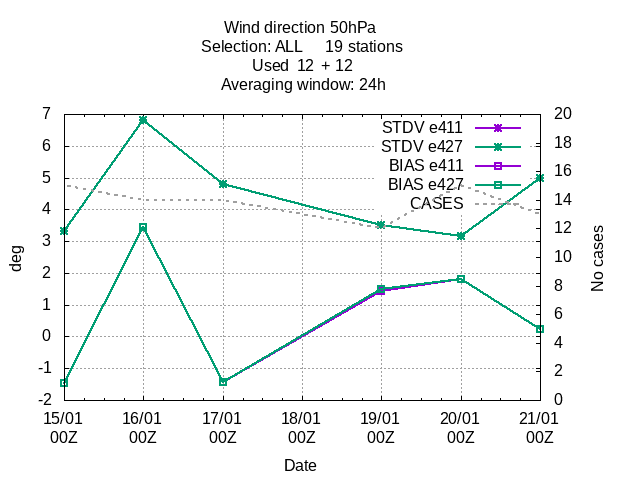 Wind direction 50hPa
Selection: ALL 19 stations
Used 12 + 12
Averaging window: 24h
7
6
5
4
3
2
1
0
-1
-2
deg
20
18
16
14
12
10
8
6
4
2
0
No cases
STDV e411
STDV e427
BIAS e411
BIAS e427
CASES
15/01 16/01 17/01 18/01 19/01 20/01 21/01
00Z 00Z 00Z 00Z 00Z 00Z 00Z
Date